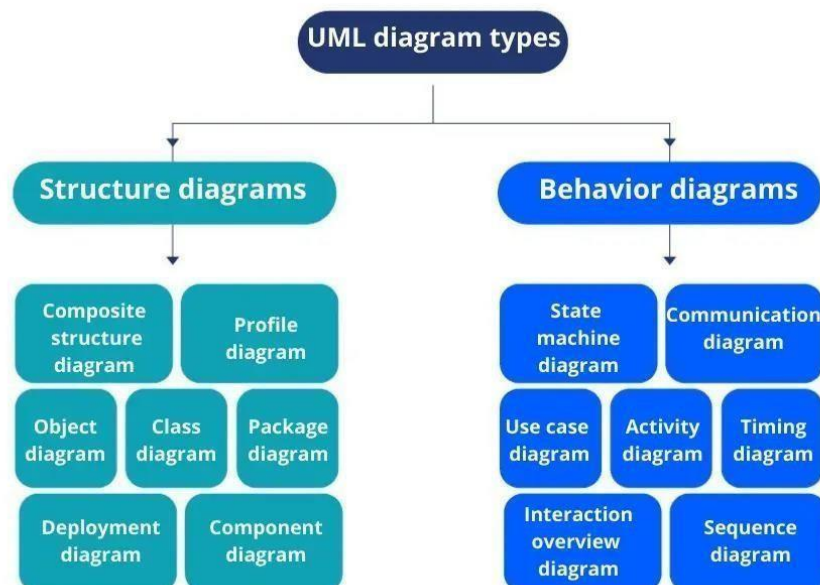 UML diagram types
Structure diagrams
Behavior diagrams
Composite
structure
diagram
Profile
diagram
Object
diagram
Class
diagram
Package
diagram
Deployment
diagram
Component
diagram
State
machine
diagram
Communication
diagram
Use case
diagram
Activity
diagram
Timing
diagram
Interaction
overview
diagram
Sequence
diagram